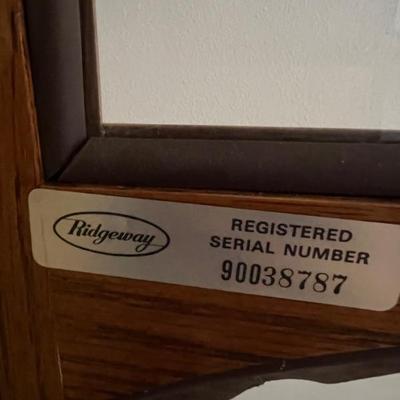 Ridgeway
REGISTERED
SERIAL NUMBER
90038787